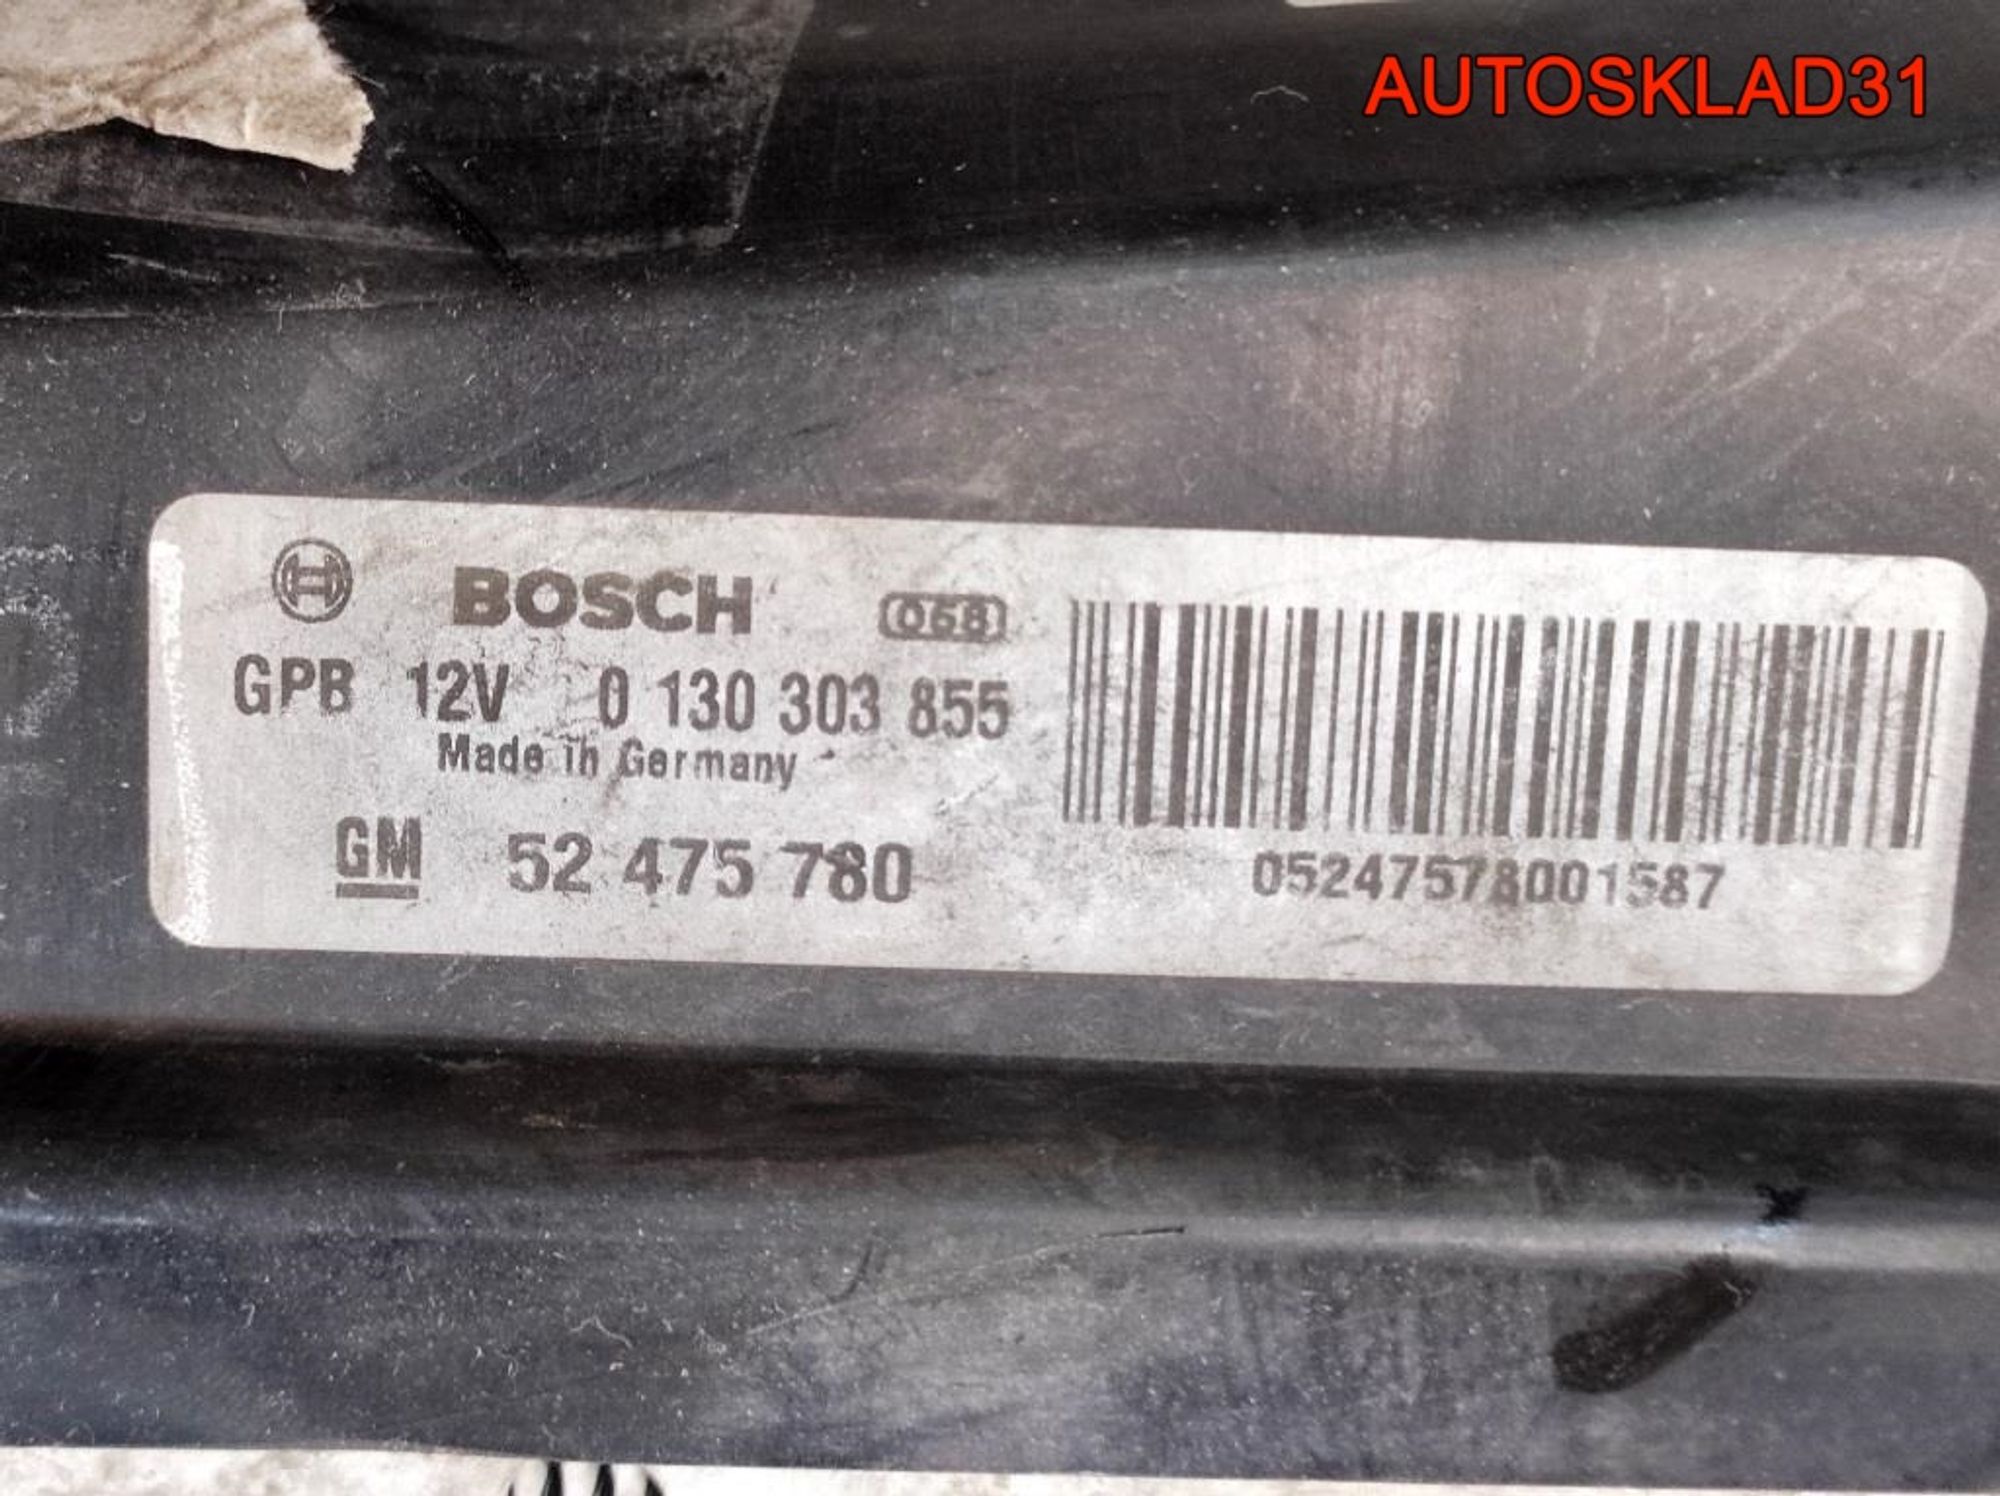 AUTOSKLAD31
BOSCH 068
GPB 12V 0 130 303 855
Made in Germany
GM 52 475 780
05247578001587